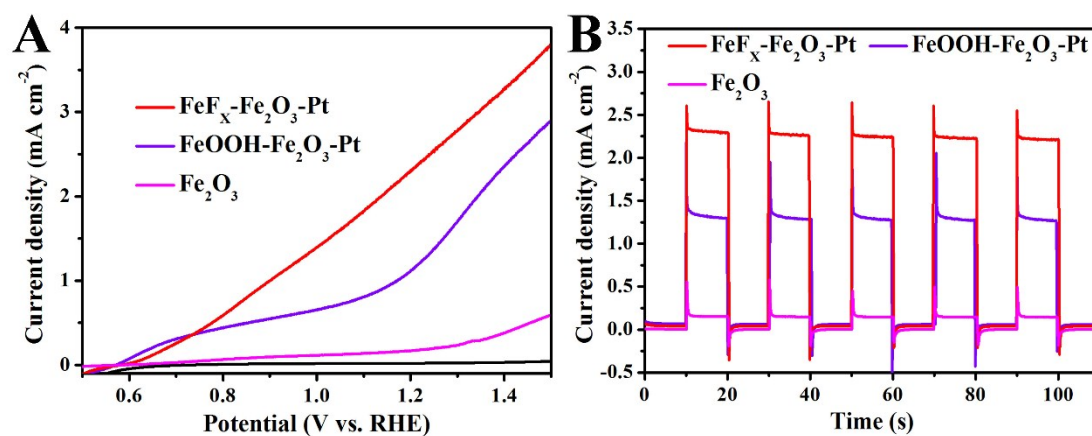 A
4
3
2
1
0
Current density (mA cm⁻²)
FeFₓ-Fe₂O₃-Pt
FeOOH-Fe₂O₃-Pt
Fe₂O₃
0.6 0.8 1.0 1.2 1.4
Potential (V vs. RHE)
B
3.5
3.0
2.5
2.0
1.5
1.0
0.5
0.0
-0.5
Current density (mA cm⁻²)
FeFₓ-Fe₂O₃-Pt FeOOH-Fe₂O₃-Pt
Fe₂O₃
0 20 40 60 80 100
Time (s)